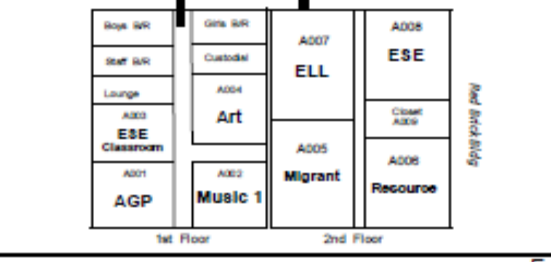 Boys B/R
Staff B/R
Lounge
A003
ESE
Classroom
A001
AGP
Girls B/R
Custodial
A004
Art
A002
Music 1
1st Floor
A007
ELL
A005
Migrant
A008
ESE
Closet
A009
A006
Resource
2nd Floor
Red Brick Bldg